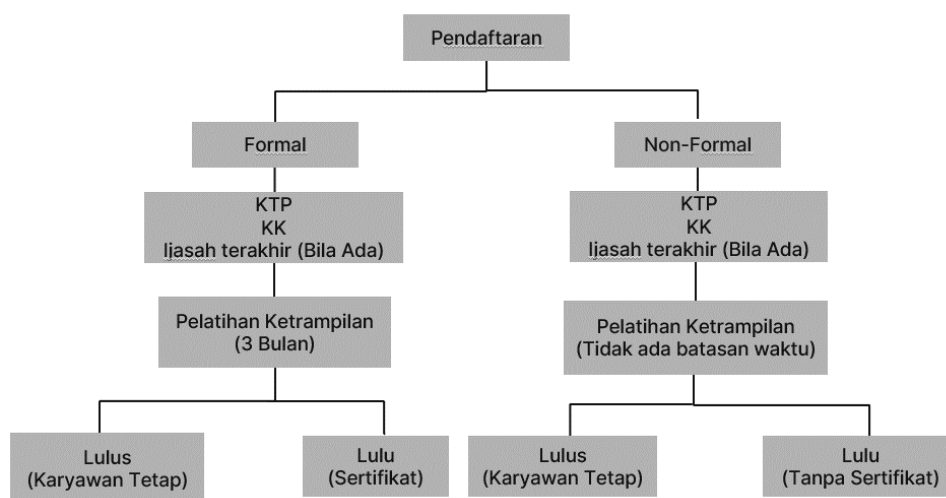 Pendaftaran
Formal
Non-Formal
KTP
KK
Ijasah terakhir (Bila Ada)
KTP
KK
Ijasah terakhir (Bila Ada)
Pelatihan Ketrampilan
(3 Bulan)
Pelatihan Ketrampilan
(Tidak ada batasan waktu)
Lulus
(Karyawan Tetap)
Lulu
(Sertifikat)
Lulus
(Karyawan Tetap)
Lulu
(Tanpa Sertifikat)